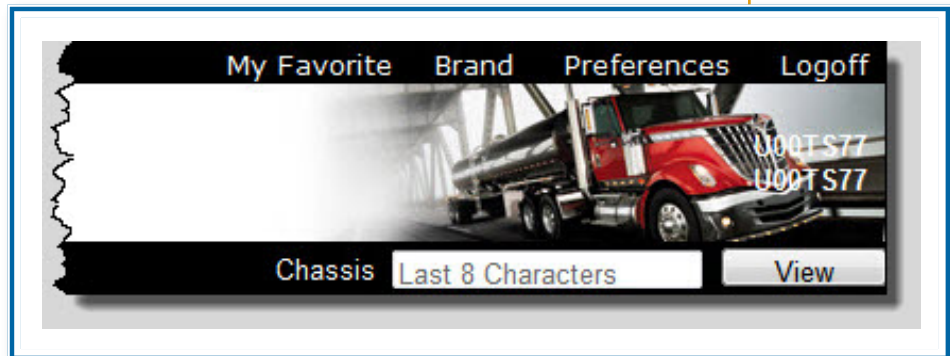 My Favorite Brand Preferences Logoff
U00TS77
U00TS77
Chassis Last 8 Characters View